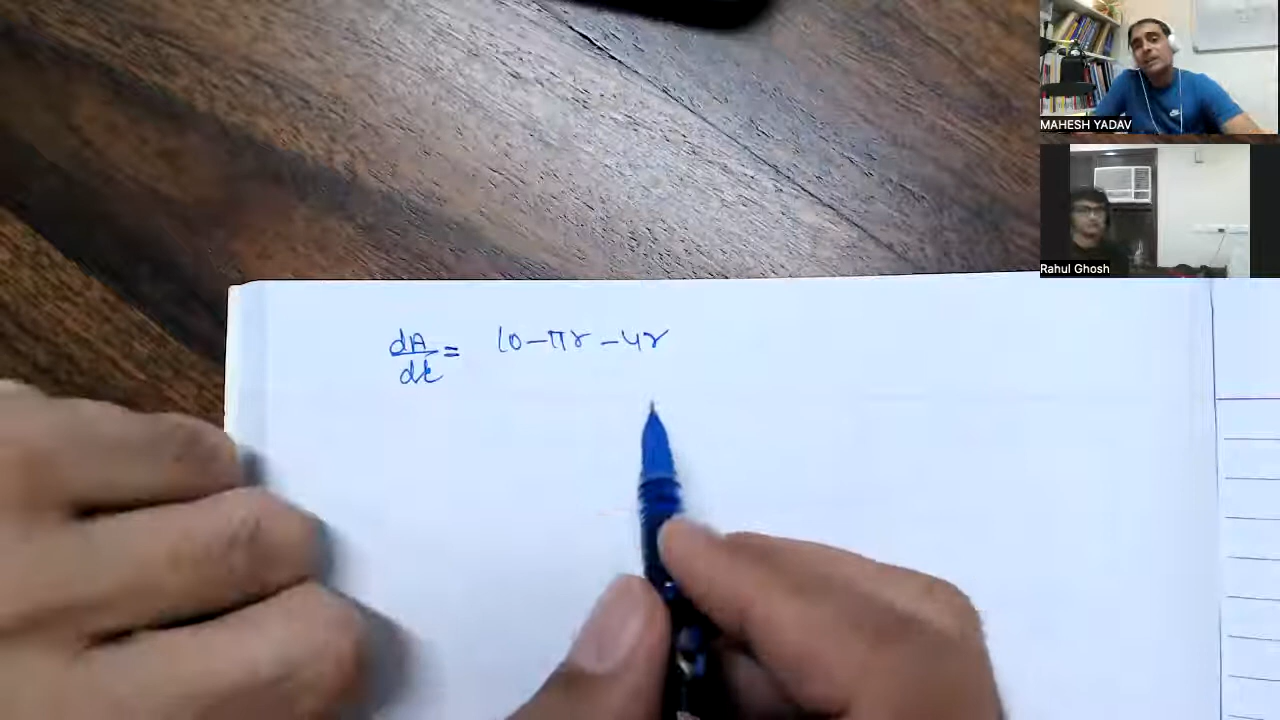 MAHESH YADAV
Rahul Ghosh
dA/dt = 10 - πr - 4r